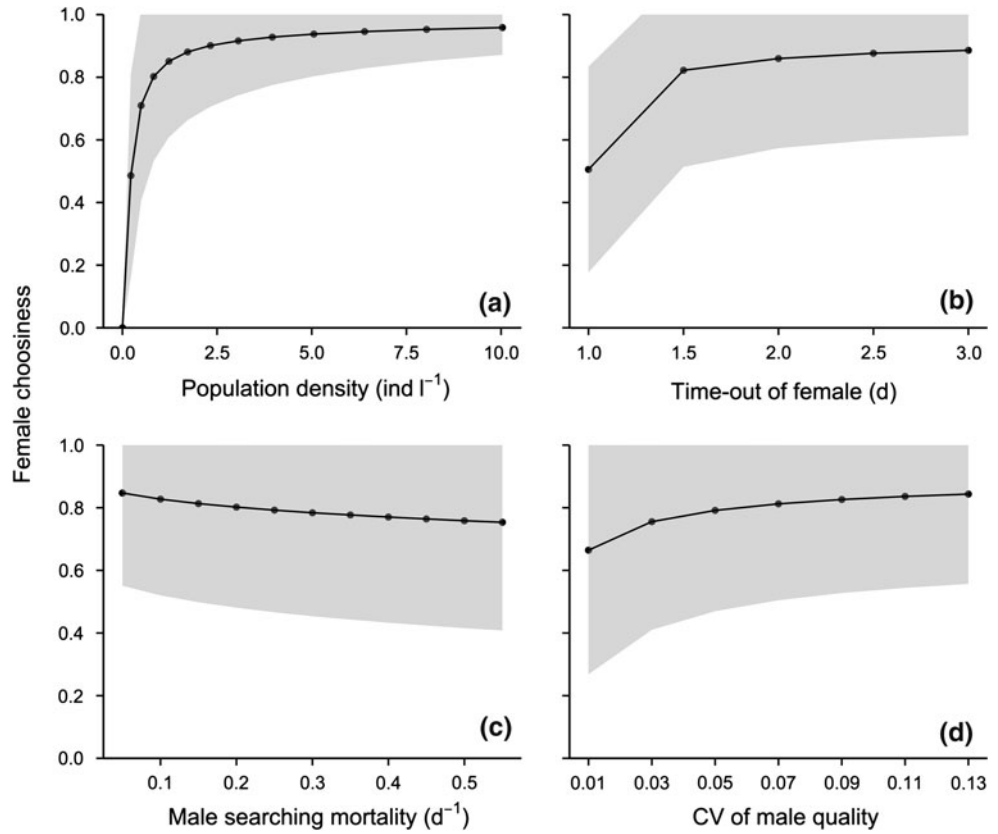 1.0
0.8
0.6
0.4
0.2
0.0
(a)
0.0 2.5 5.0 7.5 10.0
Population density (ind l⁻¹)
(b)
1.0 1.5 2.0 2.5 3.0
Time-out of female (d)
Female choosiness
1.0
0.8
0.6
0.4
0.2
0.0
(c)
0.1 0.2 0.3 0.4 0.5
Male searching mortality (d⁻¹)
(d)
0.01 0.03 0.05 0.07 0.09 0.11 0.13
CV of male quality